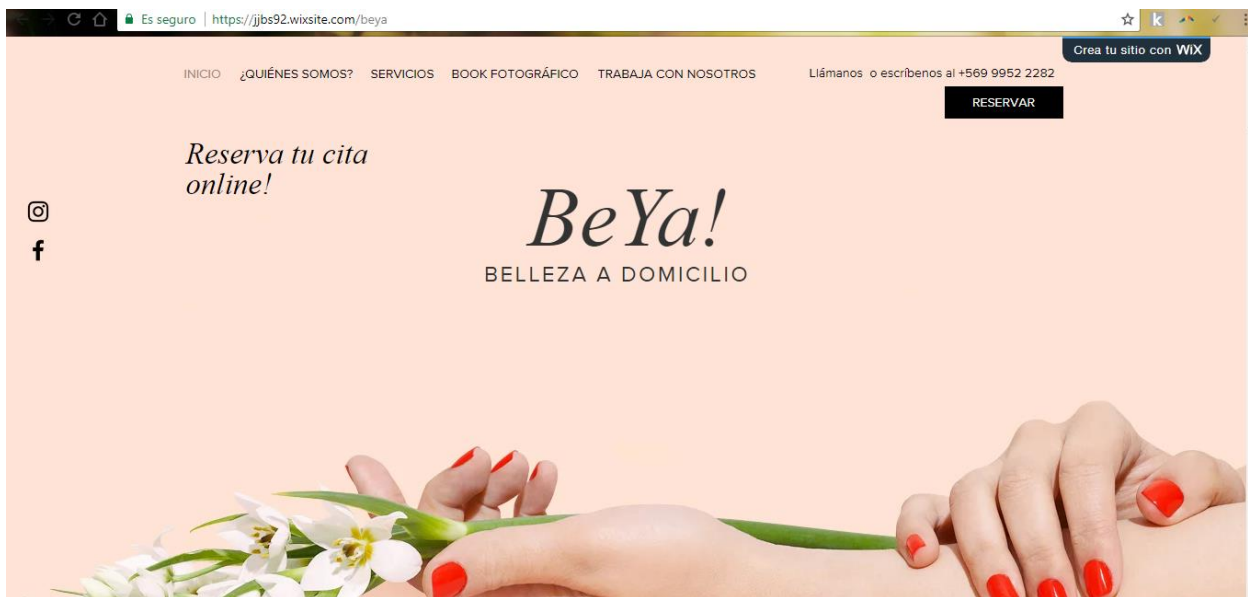 Es seguro | https://jjbs92.wixsite.com/beya
Crea tu sitio con WiX
INICIO ¿QUIÉNES SOMOS? SERVICIOS BOOK FOTOGRÁFICO TRABAJA CON NOSOTROS Llámanos o escríbenos al +569 9952 2282
RESERVAR
Reserva tu cita
online!
BeYa!
BELLEZA A DOMICILIO